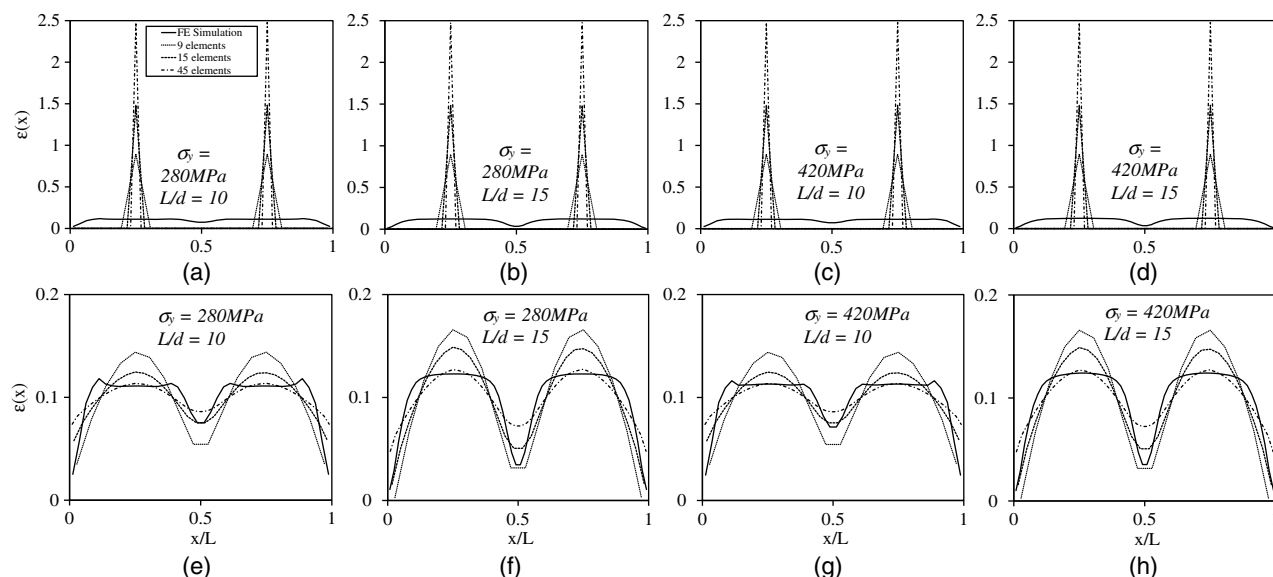 2.5
2
1.5
1
0.5
0
ε(x)
FE Simulation
9 elements
15 elements
45 elements
σy =
280MPa
L/d = 10
0 0.5 1
(a)
2.5
2
1.5
1
0.5
0
σy =
280MPa
L/d = 15
0 0.5 1
(b)
2.5
2
1.5
1
0.5
0
σy =
420MPa
L/d = 10
0 0.5 1
(c)
2.5
2
1.5
1
0.5
0
σy =
420MPa
L/d = 15
0 0.5
(d)
0.2
0.1
0
ε(x)
σy = 280MPa
L/d = 10
0 0.5 1
x/L
(e)
0.2
0.1
0
σy = 280MPa
L/d = 15
0 0.5 1
x/L
(f)
0.2
0.1
0
σy = 420MPa
L/d = 10
0 0.5 1
x/L
(g)
0.2
0.1
0
σy = 420MPa
L/d = 15
0 0.5
x/L
(h)